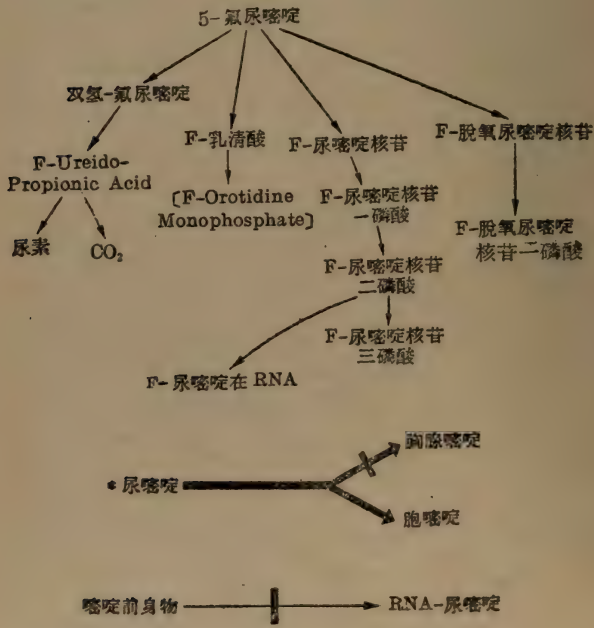 5-氟尿嘧啶
双氢-氟尿嘧啶
F-乳清酸
F-尿嘧啶核苷
F-脱氧尿嘧啶核苷
F-Ureido-
Propionic Acid
[F-Orotidine
Monophosphate]
F-尿嘧啶核苷
一磷酸
F-脱氧尿嘧啶
核苷二磷酸
尿素
CO₂
F-尿嘧啶核苷
二磷酸
F-尿嘧啶核苷
三磷酸
F-尿嘧啶在 RNA
胸腺嘧啶
* 尿嘧啶
胞嘧啶
嘧啶前身物
RNA-尿嘧啶